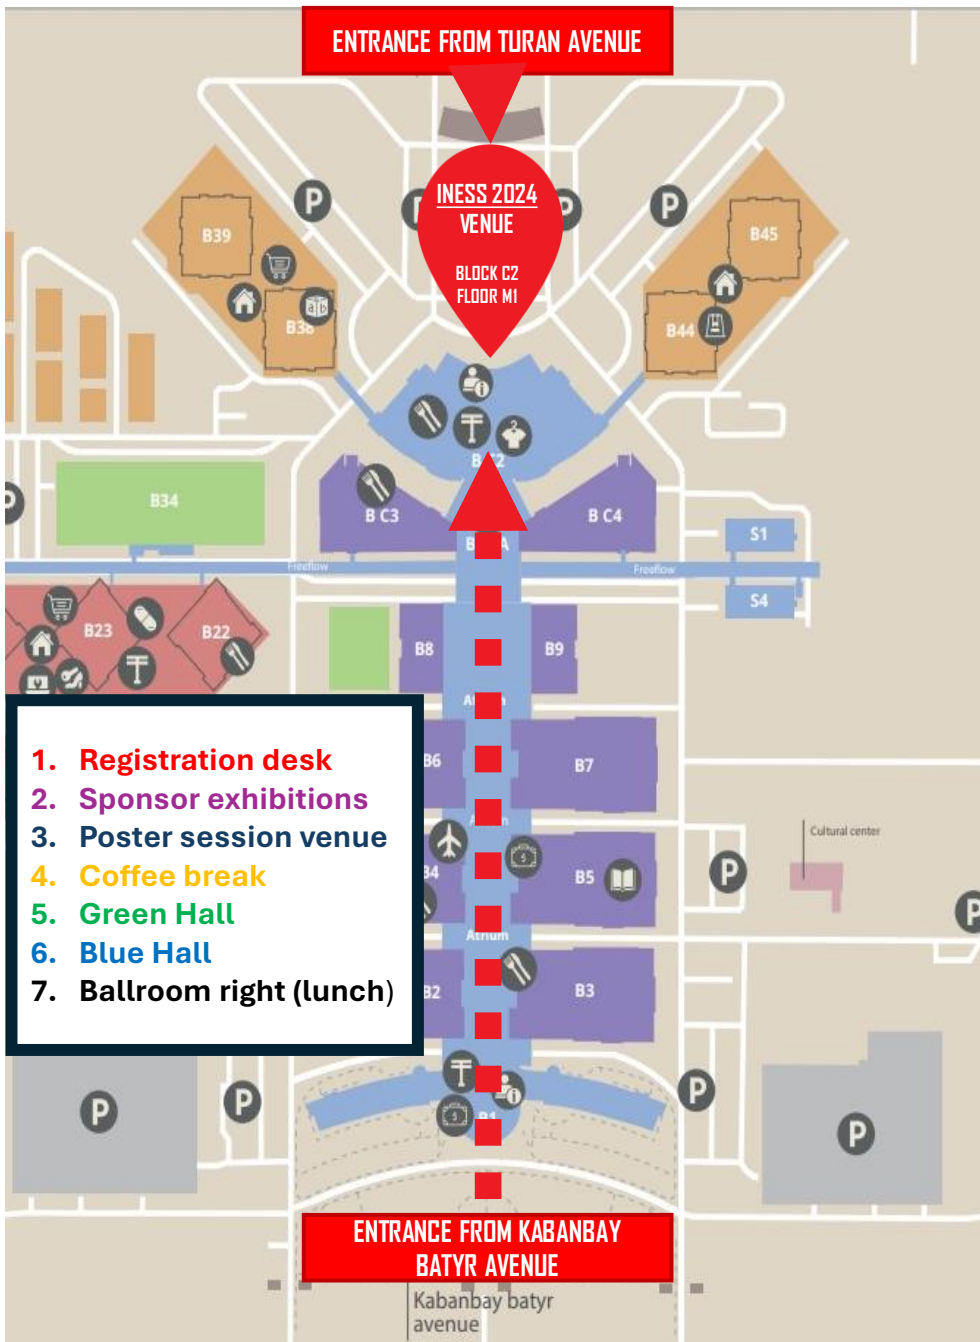 ENTRANCE FROM TURAN AVENUE
P
P
P
P
INESS 2024
VENUE
BLOCK C2
FLOOR M1
B39
B45
B38
a b
B44
i
B34
B C3
B C4
P
S1
Freeflow
Freeflow
S4
B23
B22
B8
B9
B6
B7
1. Registration desk
2. Sponsor exhibitions
3. Poster session venue
4. Coffee break
5. Green Hall
6. Blue Hall
7. Ballroom right (lunch)
Cultural center
$
B5
P
P
Atrium
B2
B3
P
P
P
P
i
$
B1
ENTRANCE FROM KABANBAY
BATYR AVENUE
Kabanbay batyr
avenue